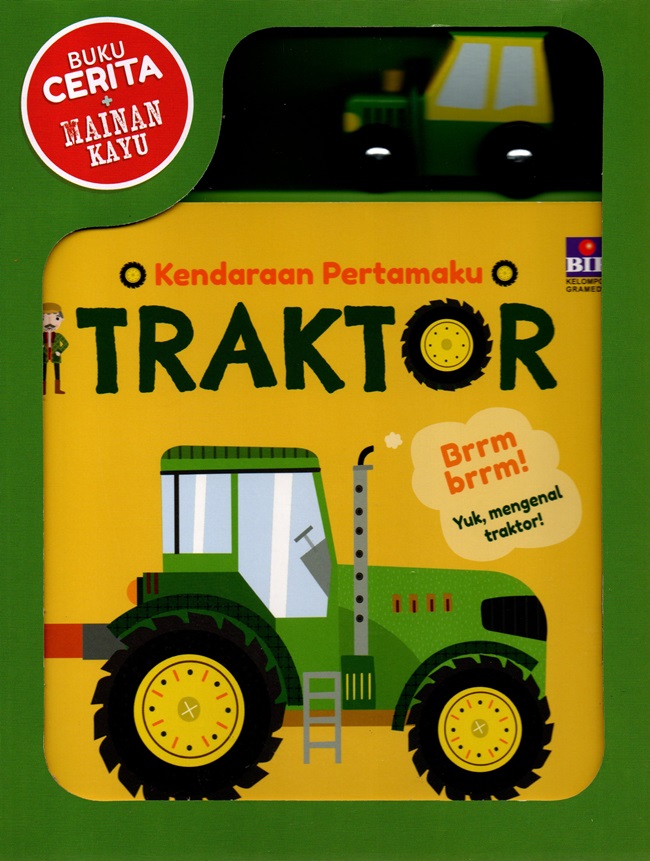 BUKU
CERITA
+
MAINAN
KAYU
Kendaraan Pertamaku
TRAKTOR
Brrm
brrm!
Yuk, mengenal
traktor!